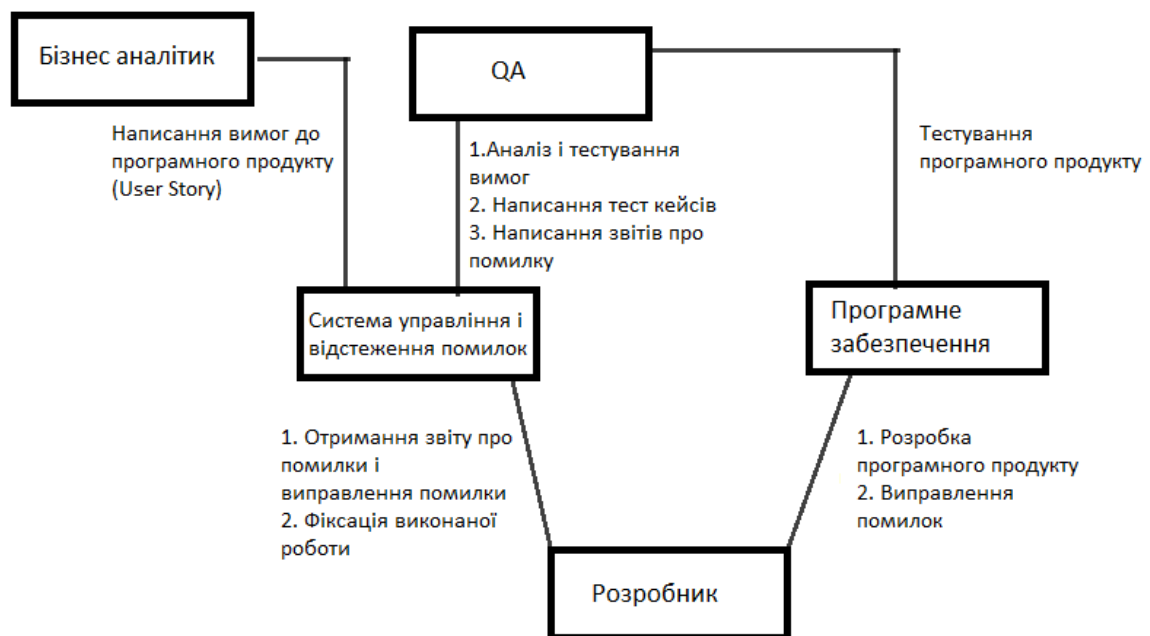 Бізнес аналітик
QA
Написання вимог до
програмного продукту
(User Story)
1.Аналіз і тестування
вимог
2. Написання тест кейсів
3. Написання звітів про
помилку
Тестування
програмного продукту
Система управління і
відстеження помилок
Програмне
забезпечення
1. Отримання звіту про
помилки і
виправлення помилки
2. Фіксація виконаної
роботи
1. Розробка
програмного продукту
2. Виправлення
помилок
Розробник